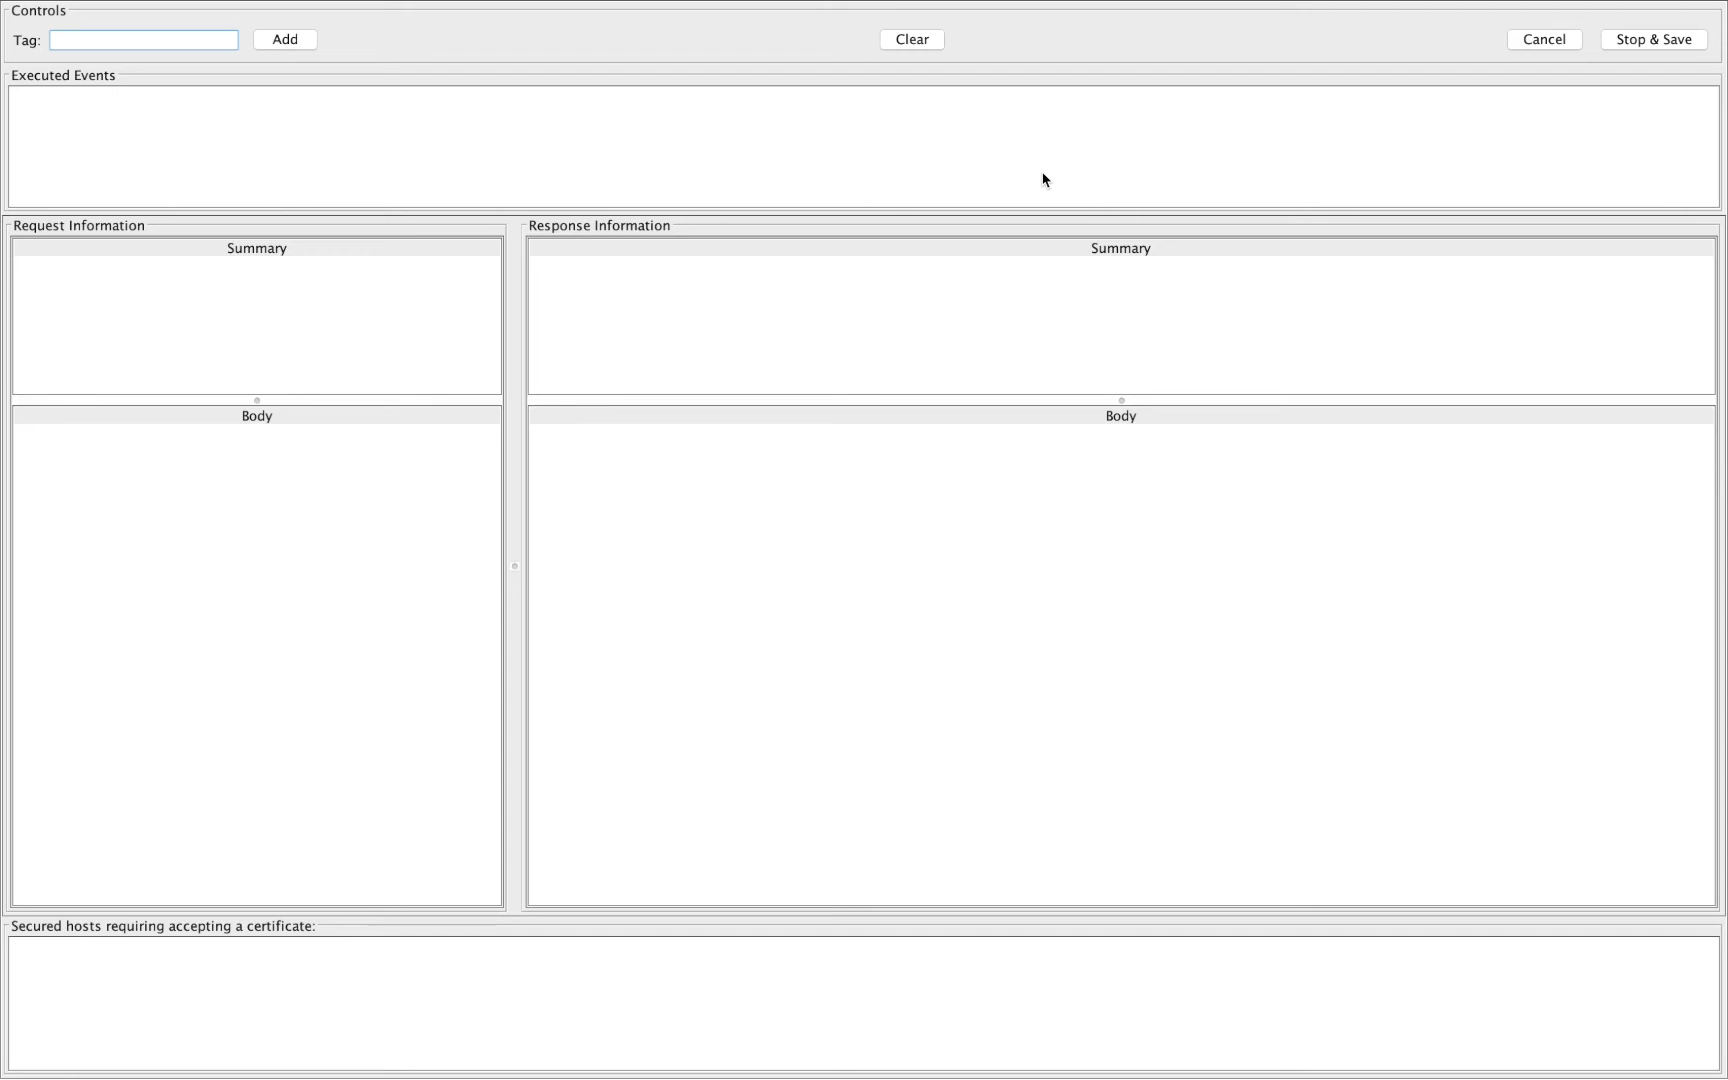 Controls
Tag: Add Clear Cancel Stop & Save
Executed Events
Request Information Response Information
Summary Summary
Body Body
Secured hosts requiring accepting a certificate: